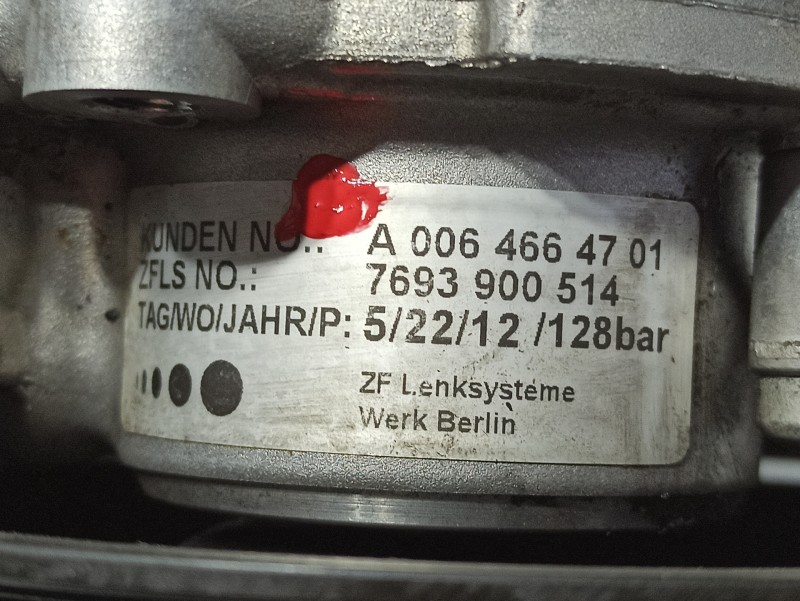 KUNDEN NO.: A 006 466 47 01
ZFLS NO.: 7693 900 514
TAG/WO/JAHR/P: 5/22/12 /128bar
ZF Lenksysteme
Werk Berlin